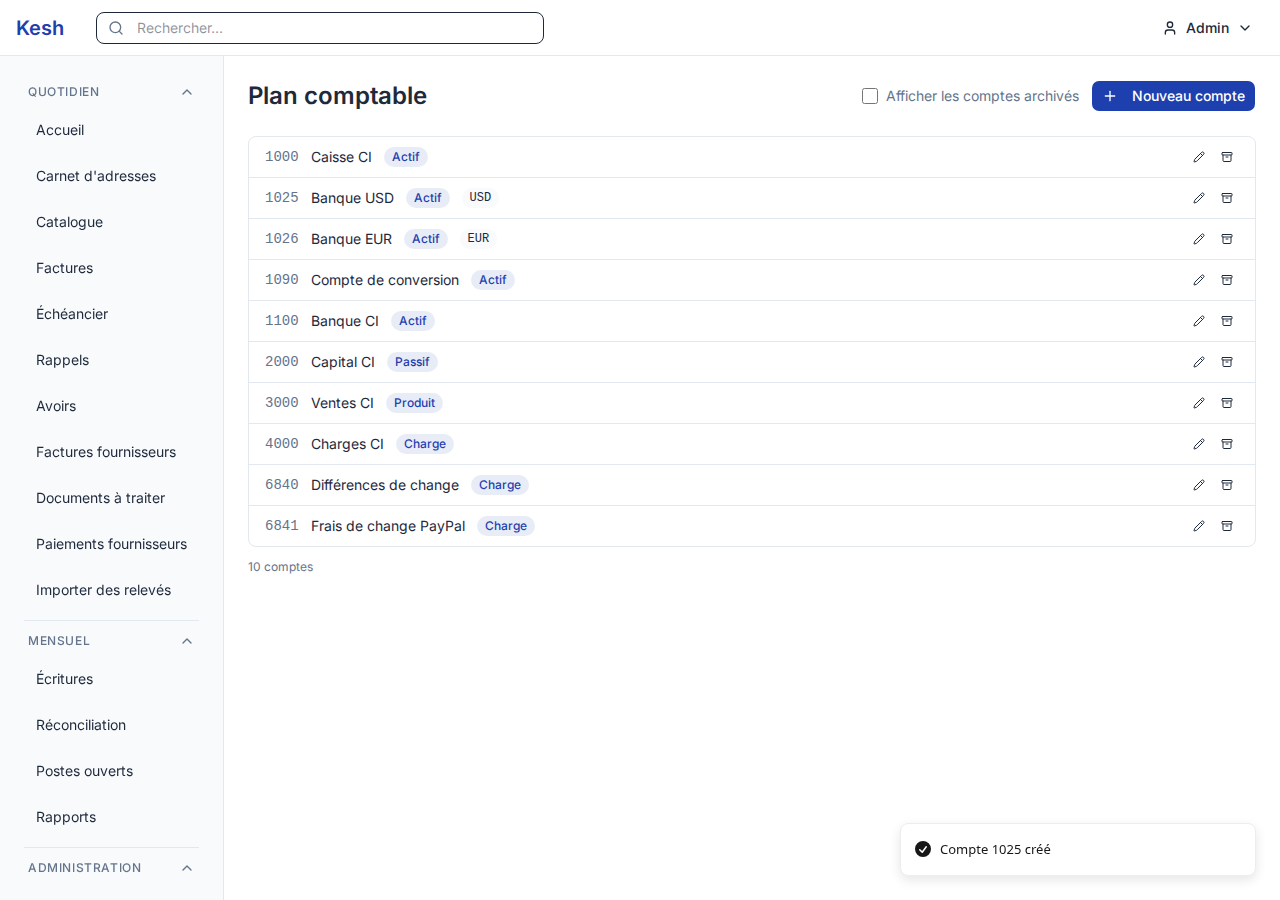 Kesh
Rechercher...
Admin
QUOTIDIEN
Accueil
Carnet d'adresses
Catalogue
Factures
Échéancier
Rappels
Avoirs
Factures fournisseurs
Documents à traiter
Paiements fournisseurs
Importer des relevés
MENSUEL
Écritures
Réconciliation
Postes ouverts
Rapports
ADMINISTRATION
Plan comptable
Afficher les comptes archivés
Nouveau compte
1000 Caisse CI Actif
1025 Banque USD Actif USD
1026 Banque EUR Actif EUR
1090 Compte de conversion Actif
1100 Banque CI Actif
2000 Capital CI Passif
3000 Ventes CI Produit
4000 Charges CI Charge
6840 Différences de change Charge
6841 Frais de change PayPal Charge
10 comptes
Compte 1025 créé